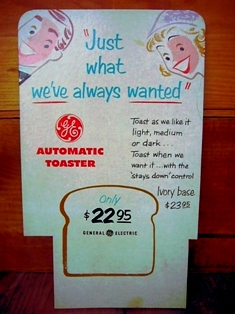 "Just
what
we've always wanted"
GE
AUTOMATIC
TOASTER
Toast as we like it
light, medium
or dark...
Toast when we
want it...with the
'stays down' control
Ivory base
$23.95
Only
$22.95
GENERAL GE ELECTRIC